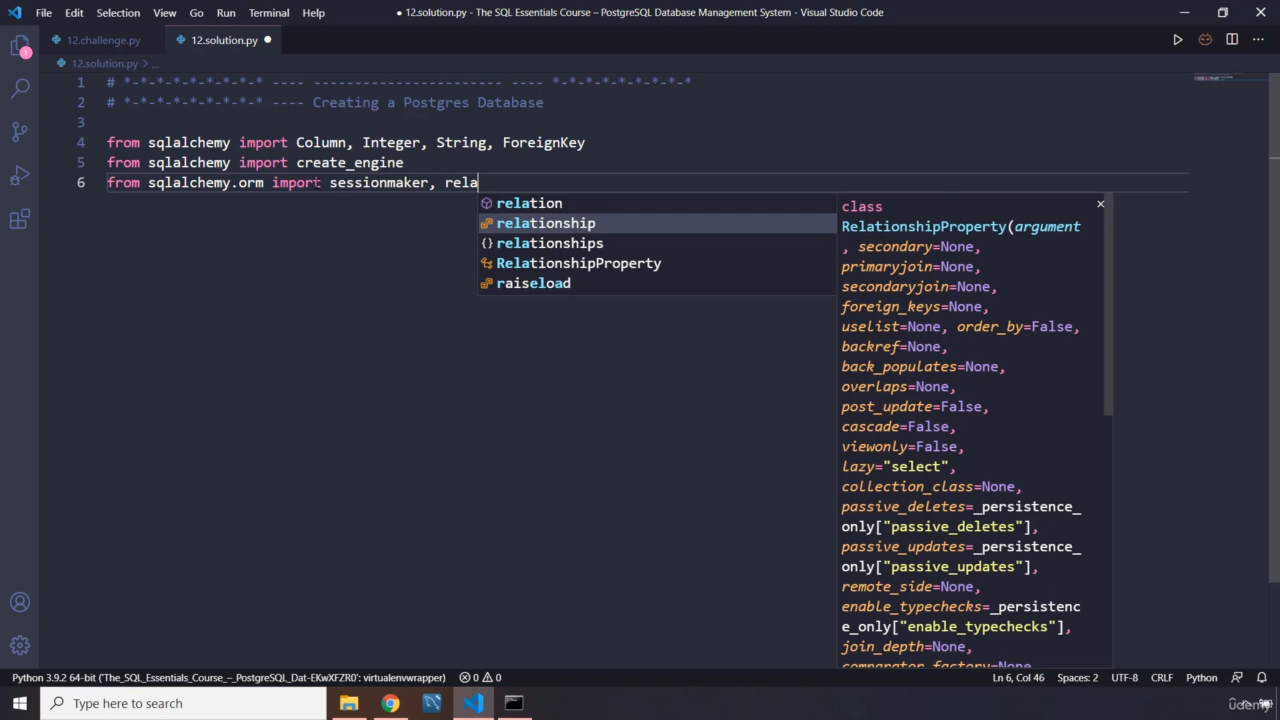 File Edit Selection View Go Run Terminal Help
● 12.solution.py - The SQL Essentials Course – PostgreSQL Database Management System - Visual Studio Code
12.challenge.py
12.solution.py ●
12.solution.py > ...
1 # *-*-*-*-*-*-*-* ---- ----------------------- ---- *-*-*-*-*-*-*-*
2 # *-*-*-*-*-*-*-* ---- Creating a Postgres Database
3
4 from sqlalchemy import Column, Integer, String, ForeignKey
5 from sqlalchemy import create_engine
6 from sqlalchemy.orm import sessionmaker, rela
relation
relationship
relationships
RelationshipProperty
raiseload
class
RelationshipProperty(argument
, secondary=None,
primaryjoin=None,
secondaryjoin=None,
foreign_keys=None,
uselist=None, order_by=False,
backref=None,
back_populates=None,
overlaps=None,
post_update=False,
cascade=False,
viewonly=False,
lazy="select",
collection_class=None,
passive_deletes=_persistence_
only["passive_deletes"],
passive_updates=_persistence_
only["passive_updates"],
remote_side=None,
enable_typechecks=_persistenc
e_only["enable_typechecks"],
join_depth=None,
comparator_factory=None
Python 3.9.2 64-bit ('The_SQL_Essentials_Course_–_PostgreSQL_Dat-EKwXFZR0': virtualenvwrapper) 0 0
Ln 6, Col 46 Spaces: 2 UTF-8 CRLF Python
Type here to search
Udemy